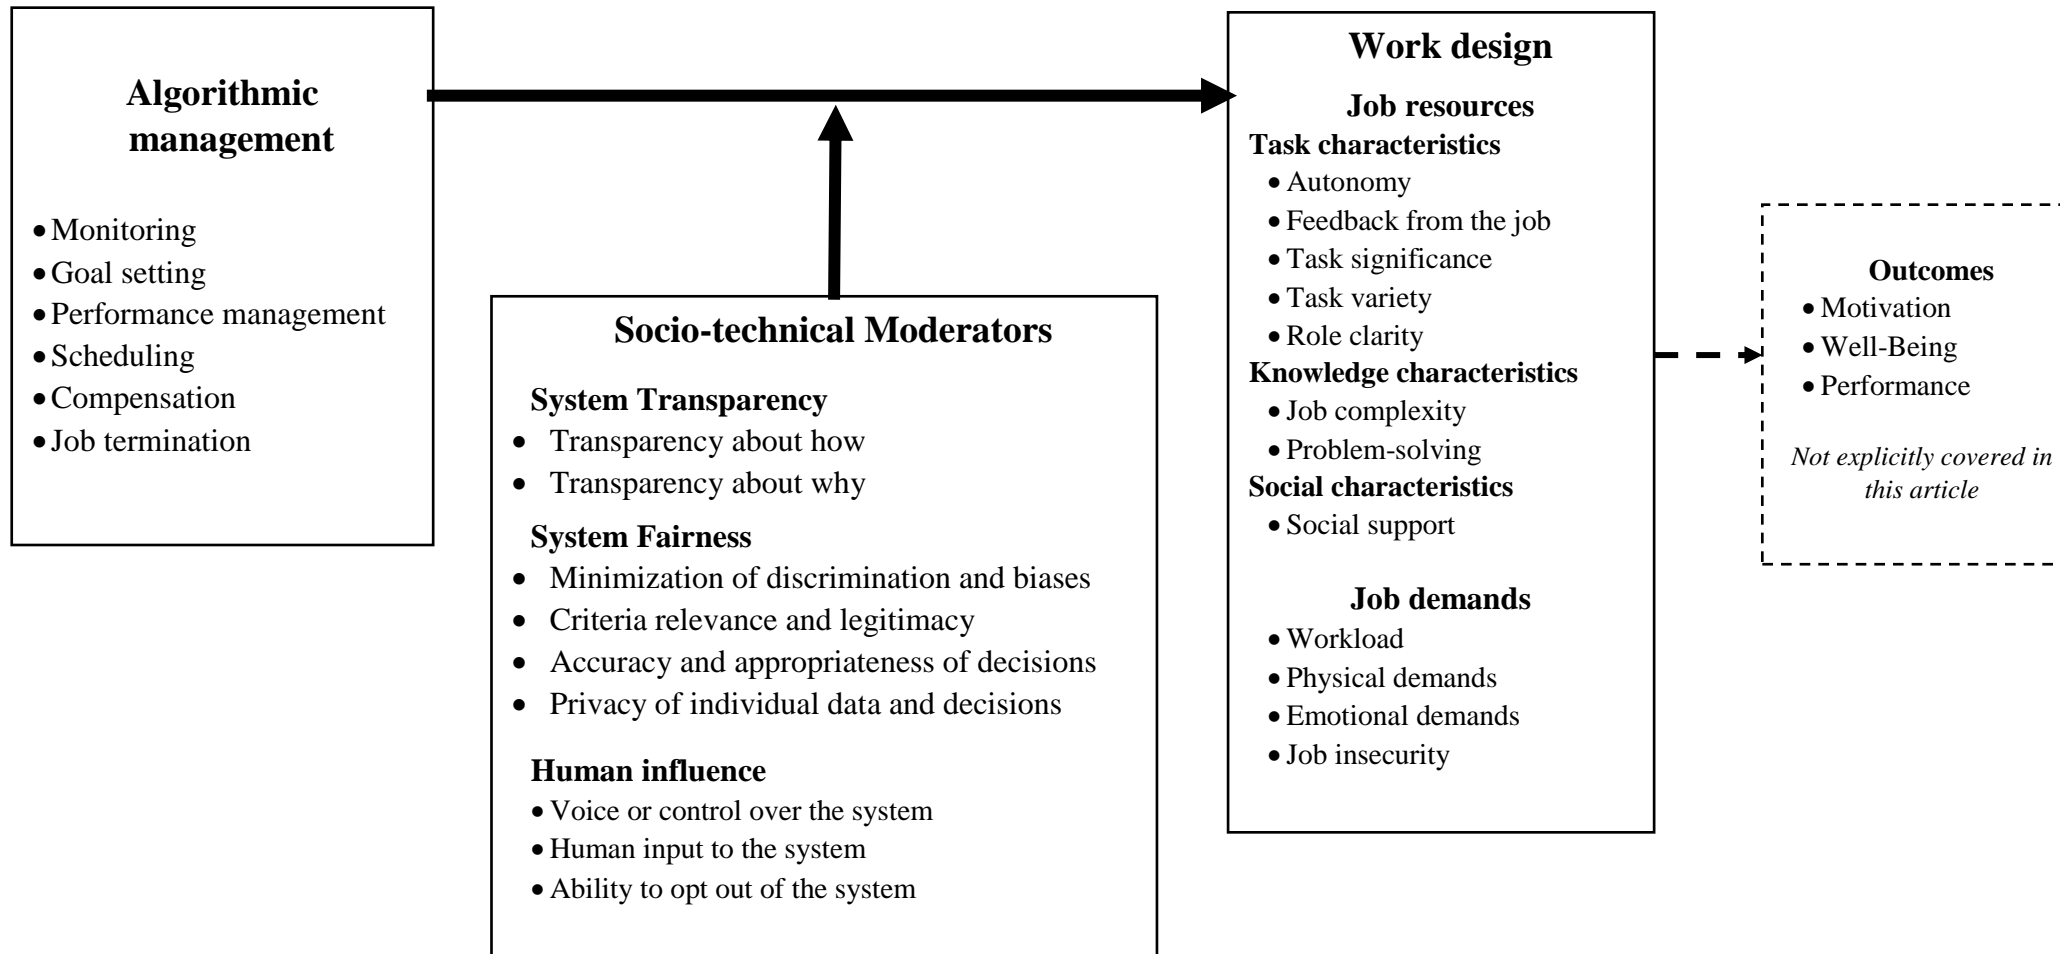 Algorithmic
management
• Monitoring
• Goal setting
• Performance management
• Scheduling
• Compensation
• Job termination
Socio-technical Moderators
System Transparency
• Transparency about how
• Transparency about why
System Fairness
• Minimization of discrimination and biases
• Criteria relevance and legitimacy
• Accuracy and appropriateness of decisions
• Privacy of individual data and decisions
Human influence
• Voice or control over the system
• Human input to the system
• Ability to opt out of the system
Work design
Job resources
Task characteristics
• Autonomy
• Feedback from the job
• Task significance
• Task variety
• Role clarity
Knowledge characteristics
• Job complexity
• Problem-solving
Social characteristics
• Social support
Job demands
• Workload
• Physical demands
• Emotional demands
• Job insecurity
Outcomes
• Motivation
• Well-Being
• Performance
Not explicitly covered in
this article